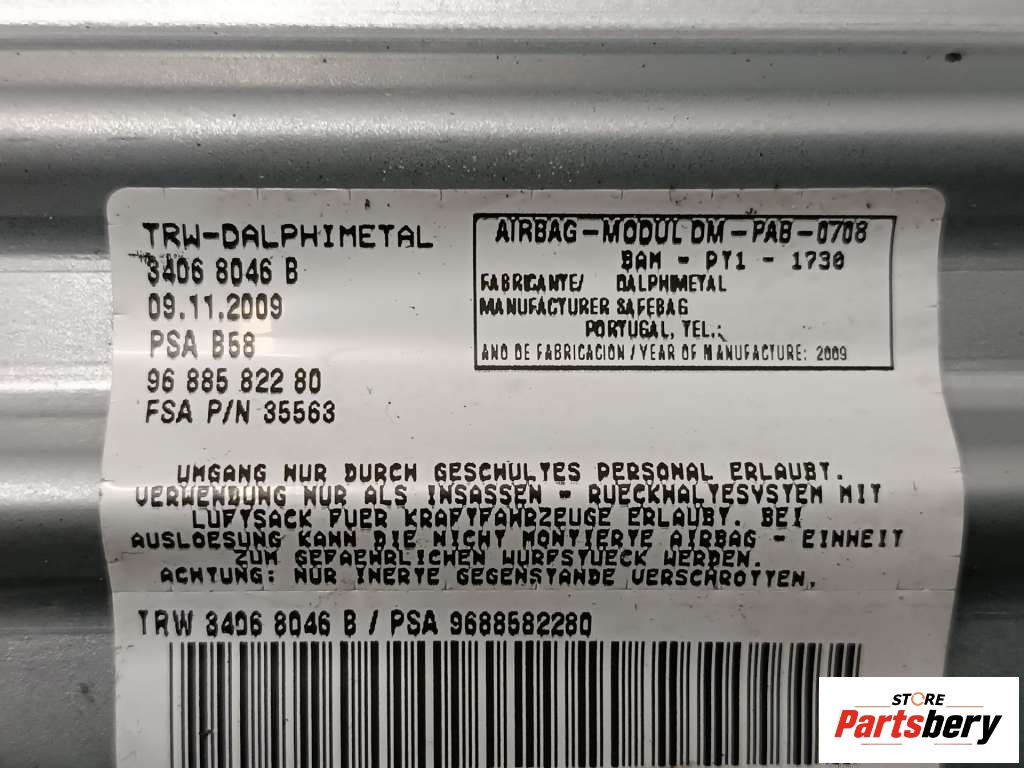 TRW-DALPHIMETAL
3406 8046 B
09.11.2009
PSA B58
96 885 822 80
FSA P/N 35563
AIRBAG-MODUL DM-PAB-0708
BAM - PT1 - 1730
FABRICANTE/ DALPHIMETAL
MANUFACTURER SAFEBAG
PORTUGAL, TEL.:
ANO DE FABRICACION / YEAR OF MANUFACTURE: 2009
UMGANG NUR DURCH GESCHULTES PERSONAL ERLAUBT.
VERWENDUNG NUR ALS INSASSEN - RUECKHALTESYSTEM MIT
LUFTSACK FUER KRAFTFAHRZEUGE ERLAUBT. BEI
AUSLOESUNG KANN DIE NICHT MONTIERTE AIRBAG - EINHEIT
ZUM GEFAEHRLICHEN WURFSTUECK WERDEN.
ACHTUNG: NUR INERTE GEGENSTANDE VERSCHROTTEN.
TRW 3406 8046 B / PSA 9688582280
STORE
Partsbery